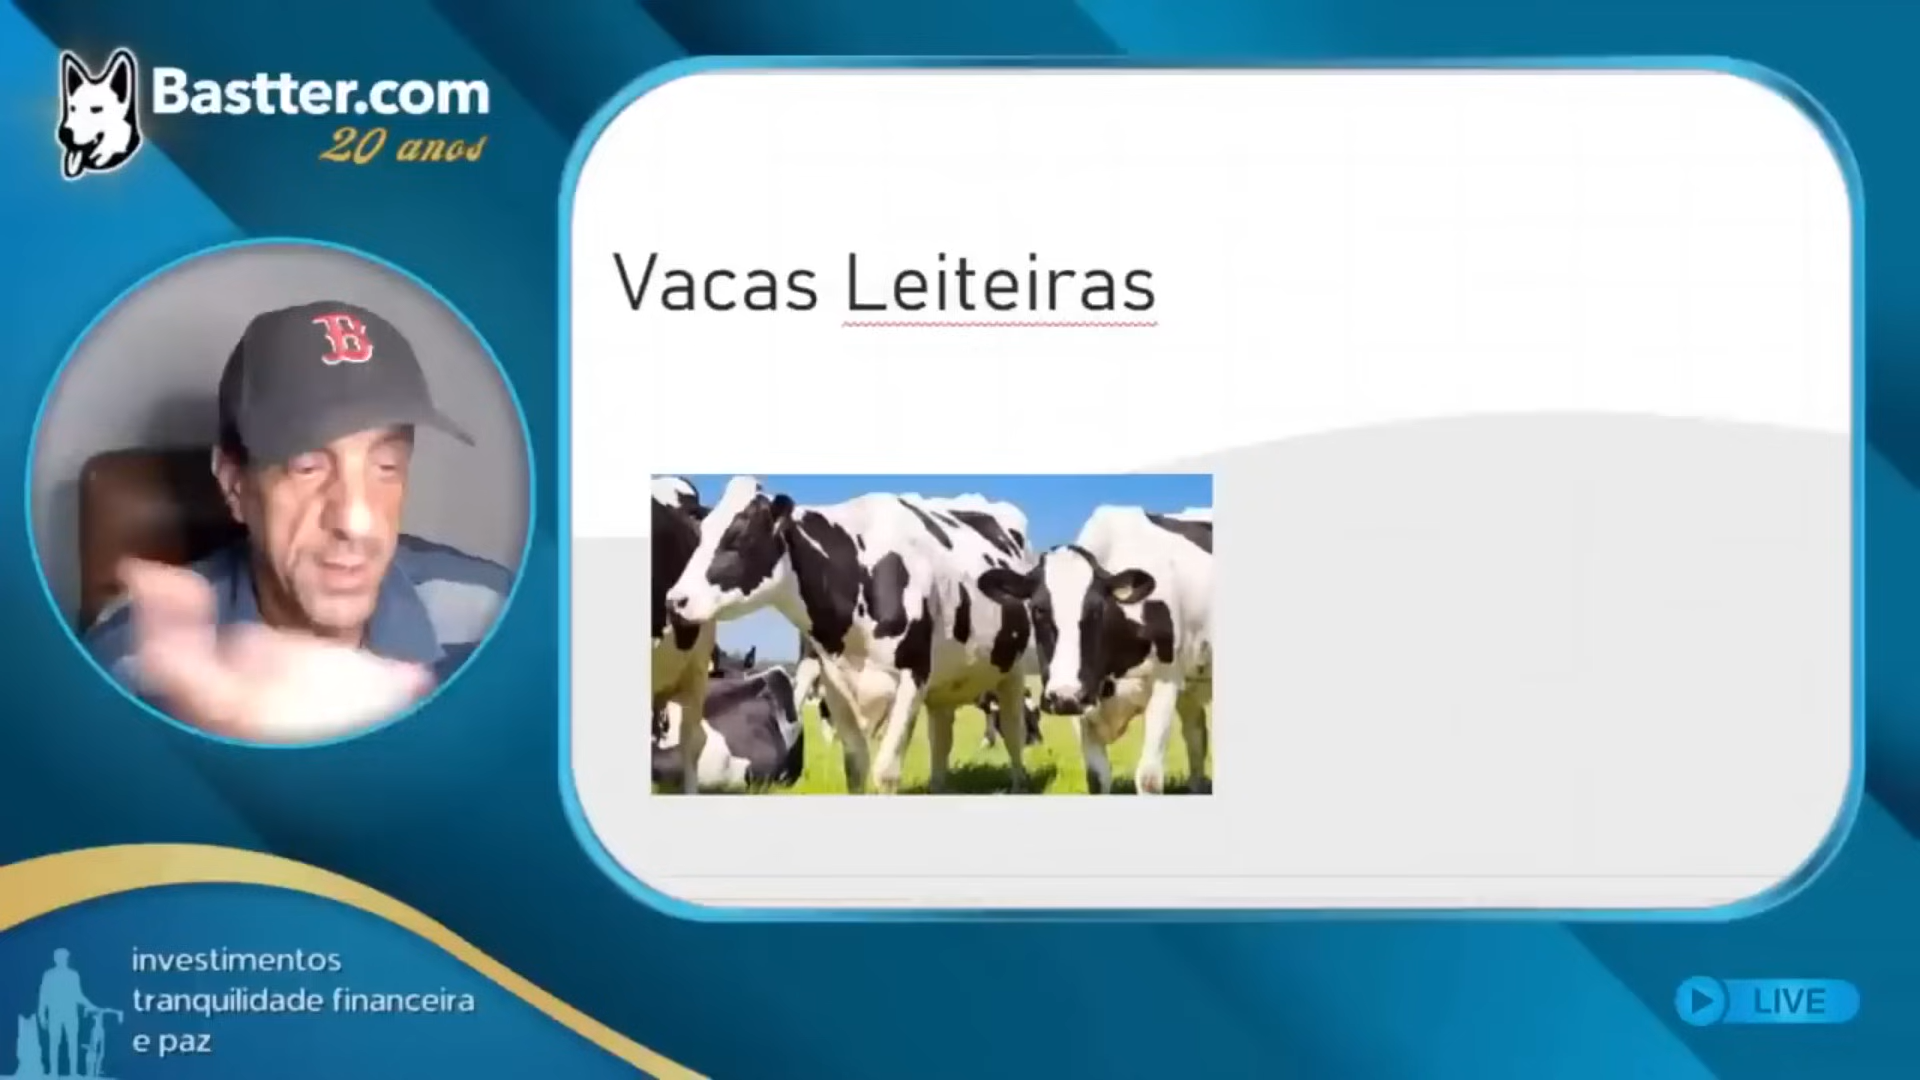 Bastter.com
20 anos
Vacas Leiteiras
B
investimentos
tranquilidade financeira
e paz
LIVE